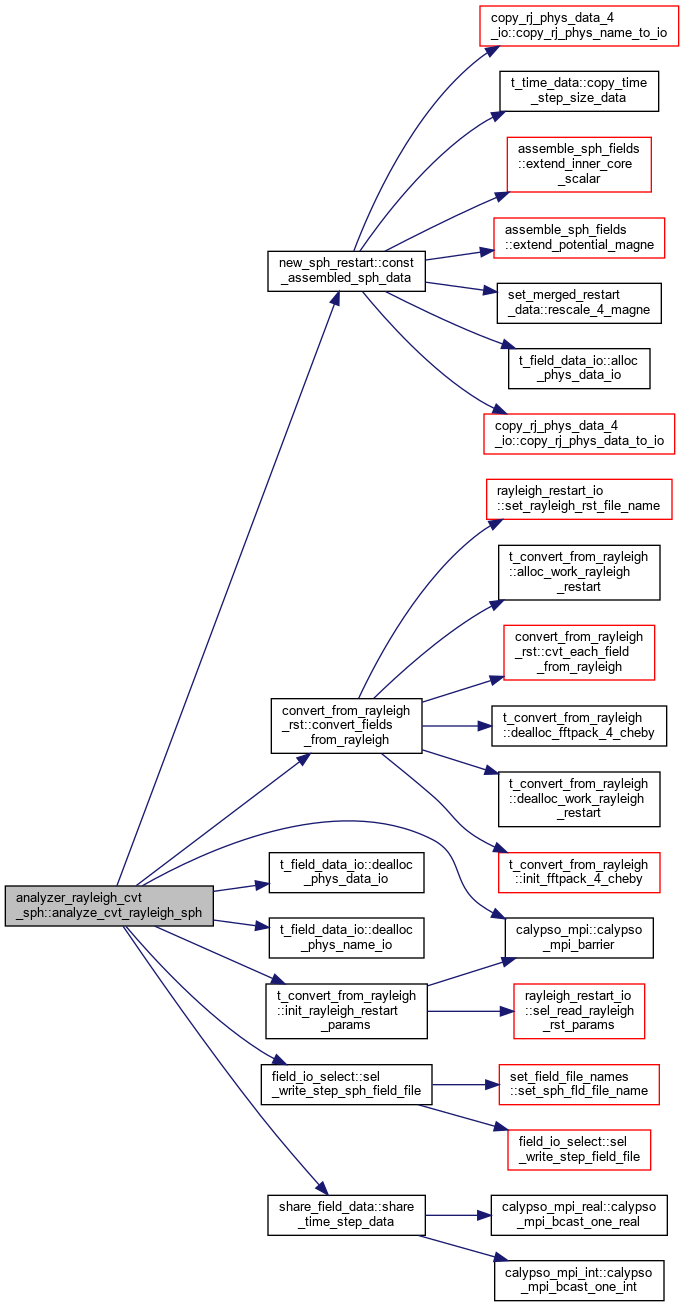 copy_rj_phys_data_4
_io::copy_rj_phys_name_to_io
t_time_data::copy_time
_step_size_data
assemble_sph_fields
::extend_inner_core
_scalar
assemble_sph_fields
::extend_potential_magne
new_sph_restart::const
_assembled_sph_data
set_merged_restart
_data::rescale_4_magne
t_field_data_io::alloc
_phys_data_io
copy_rj_phys_data_4
_io::copy_rj_phys_data_to_io
rayleigh_restart_io
::set_rayleigh_rst_file_name
t_convert_from_rayleigh
::alloc_work_rayleigh
_restart
convert_from_rayleigh
_rst::cvt_each_field
_from_rayleigh
convert_from_rayleigh
_rst::convert_fields
_from_rayleigh
t_convert_from_rayleigh
::dealloc_fftpack_4_cheby
t_convert_from_rayleigh
::dealloc_work_rayleigh
_restart
t_convert_from_rayleigh
::init_fftpack_4_cheby
t_field_data_io::dealloc
_phys_data_io
analyzer_rayleigh_cvt
_sph::analyze_cvt_rayleigh_sph
t_field_data_io::dealloc
_phys_name_io
calypso_mpi::calypso
_mpi_barrier
t_convert_from_rayleigh
::init_rayleigh_restart
_params
rayleigh_restart_io
::sel_read_rayleigh
_rst_params
field_io_select::sel
_write_step_sph_field_file
set_field_file_names
::set_sph_fld_file_name
field_io_select::sel
_write_step_field_file
share_field_data::share
_time_step_data
calypso_mpi_real::calypso
_mpi_bcast_one_real
calypso_mpi_int::calypso
_mpi_bcast_one_int